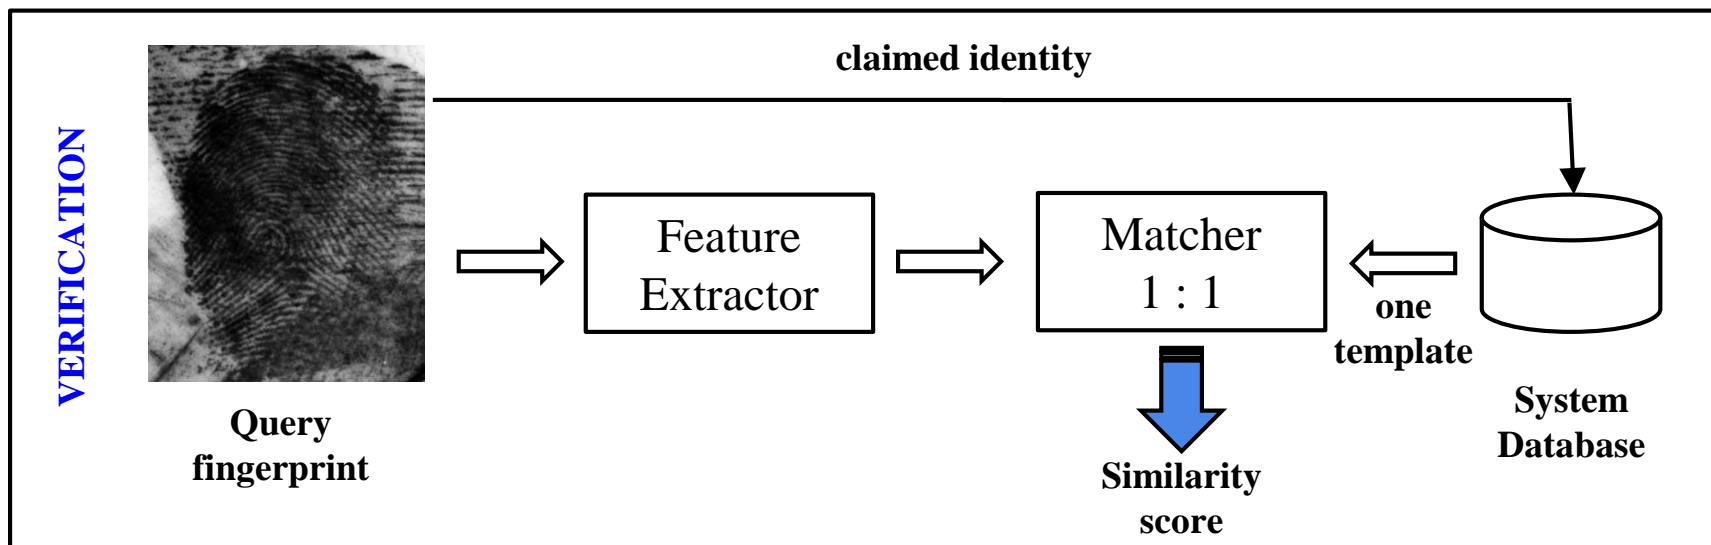 VERIFICATION
claimed identity
Query
fingerprint
Feature
Extractor
Matcher
1 : 1
one
template
System
Database
Similarity
score